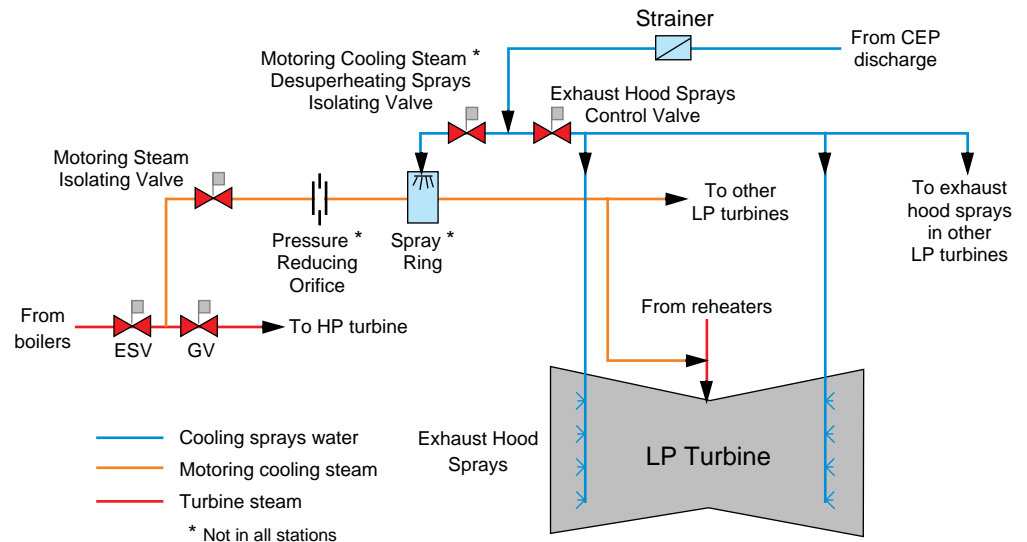 Strainer
From CEP
discharge
Motoring Cooling Steam *
Desuperheating Sprays
Isolating Valve
Exhaust Hood Sprays
Control Valve
Motoring Steam
Isolating Valve
To other
LP turbines
To exhaust
hood sprays
in other
LP turbines
Pressure *
Reducing
Orifice
Spray *
Ring
From
boilers
ESV
GV
To HP turbine
From reheaters
Cooling sprays water
Motoring cooling steam
Turbine steam
* Not in all stations
Exhaust Hood
Sprays
LP Turbine